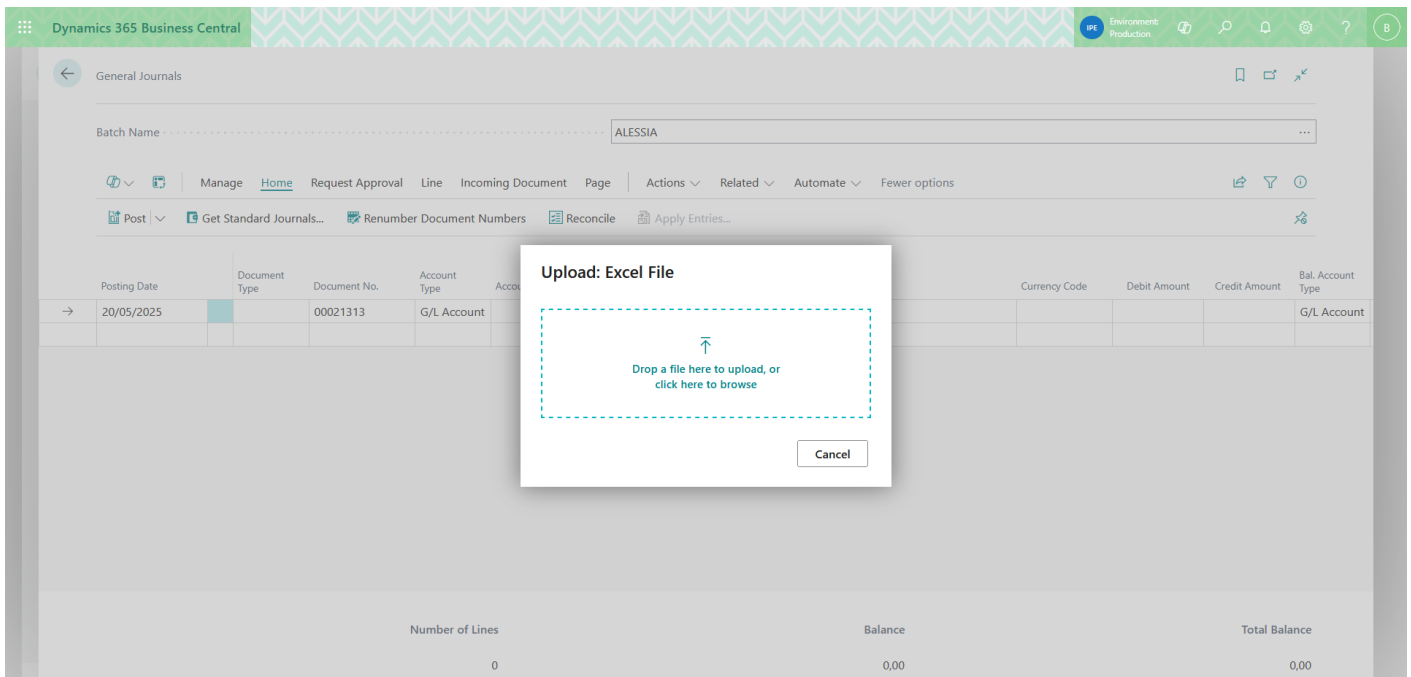 Dynamics 365 Business Central
IPE
Environment:
Production
B
General Journals
Batch Name
ALESSIA
Manage Home Request Approval Line Incoming Document Page Actions Related Automate Fewer options
Post Get Standard Journals... Renumber Document Numbers Reconcile Apply Entries...
Upload: Excel File
Posting Date Document Type Document No. Account Type Currency Code Debit Amount Credit Amount Bal. Account Type
20/05/2025 00021313 G/L Account G/L Account
Drop a file here to upload, or
click here to browse
Cancel
Number of Lines Balance Total Balance
0 0,00 0,00